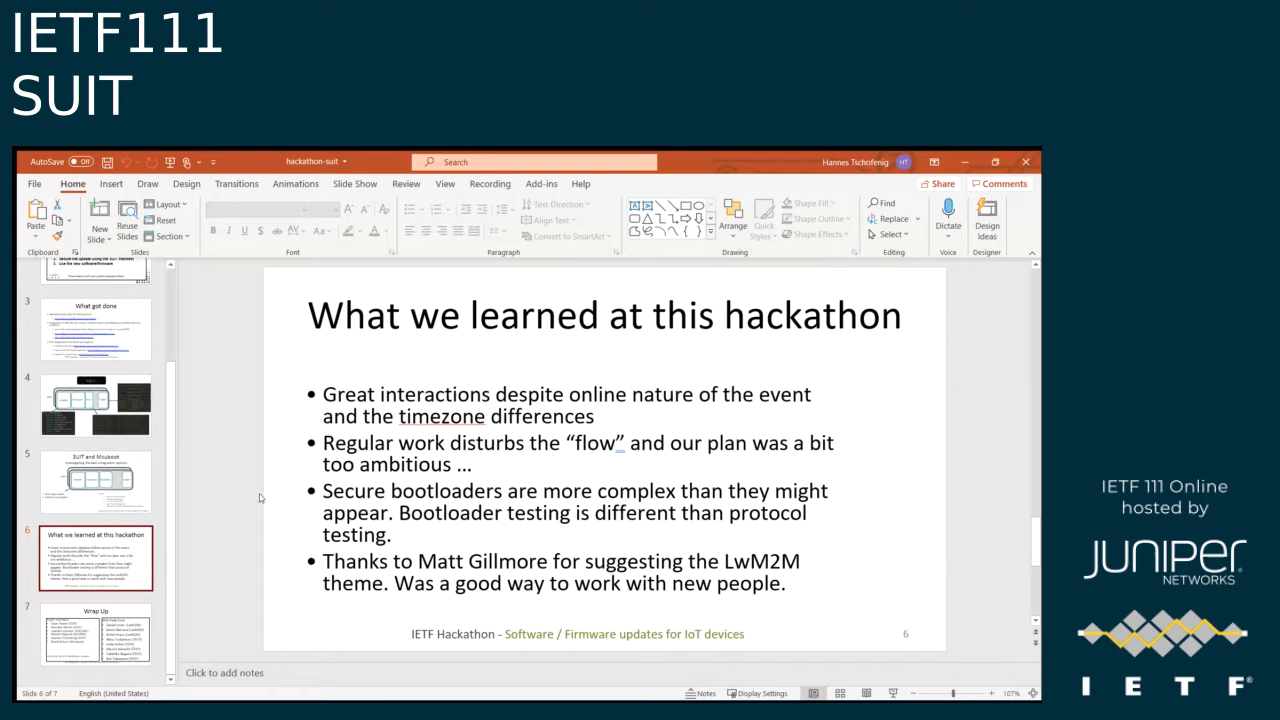 IETF111
SUIT
AutoSave Off
hackathon-suit
Search
Hannes Tschofenig HT
File Home Insert Draw Design Transitions Animations Slide Show Review View Recording Add-ins Help
Share Comments
Paste
Clipboard
New
Slide
Reuse
Slides
Layout
Reset
Section
Slides
Font
Text Direction
Align Text
Convert to SmartArt
Paragraph
Arrange
Quick
Styles
Shape Fill
Shape Outline
Shape Effects
Drawing
Find
Replace
Select
Editing
Dictate
Voice
Design
Ideas
Designer
3
What got done
4
5
SUIT and Mcuboot
6
What we learned at this hackathon
7
Wrap Up
What we learned at this hackathon
• Great interactions despite online nature of the event
and the timezone differences
• Regular work disturbs the “flow” and our plan was a bit
too ambitious ...
• Secure bootloaders are more complex than they might
appear. Bootloader testing is different than protocol
testing.
• Thanks to Matt Gillmore for suggesting the LwM2M
theme. Was a good way to work with new people.
IETF Hackathon - Software/Firmware updates for IoT devices
6
Click to add notes
Slide 6 of 7 English (United States)
Notes Display Settings 107%
IETF 111 Online
hosted by
JUNIPER
NETWORKS
I E T F®